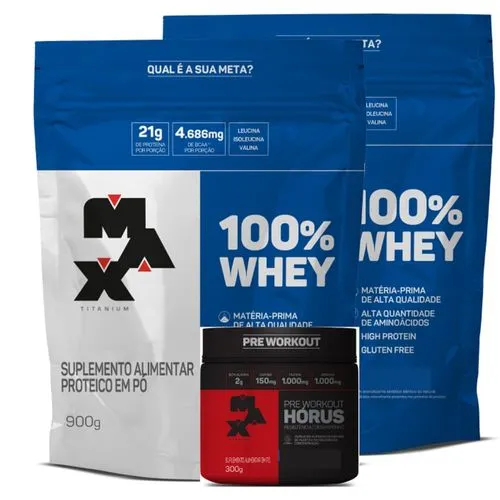 QUAL É A SUA META?
21g
DE PROTEÍNA
POR PORÇÃO
4.686mg
DE BCAA
POR PORÇÃO
LEUCINA
ISOLEUCINA
VALINA
MAX
TITANIUM
100%
WHEY
MATÉRIA-PRIMA
DE ALTA QUALIDADE
SUPLEMENTO ALIMENTAR
PROTEICO EM PÓ
900g
META?
LEUCINA
ISOLEUCINA
VALINA
100%
WHEY
MATÉRIA-PRIMA
DE ALTA QUALIDADE
ALTA QUANTIDADE
DE AMINOÁCIDOS
HIGH PROTEIN
GLUTEN FREE
PRE WORKOUT
2g
150mg
1.000mg
1.000mg
MAX
PRE WORKOUT
HÓRUS
300g